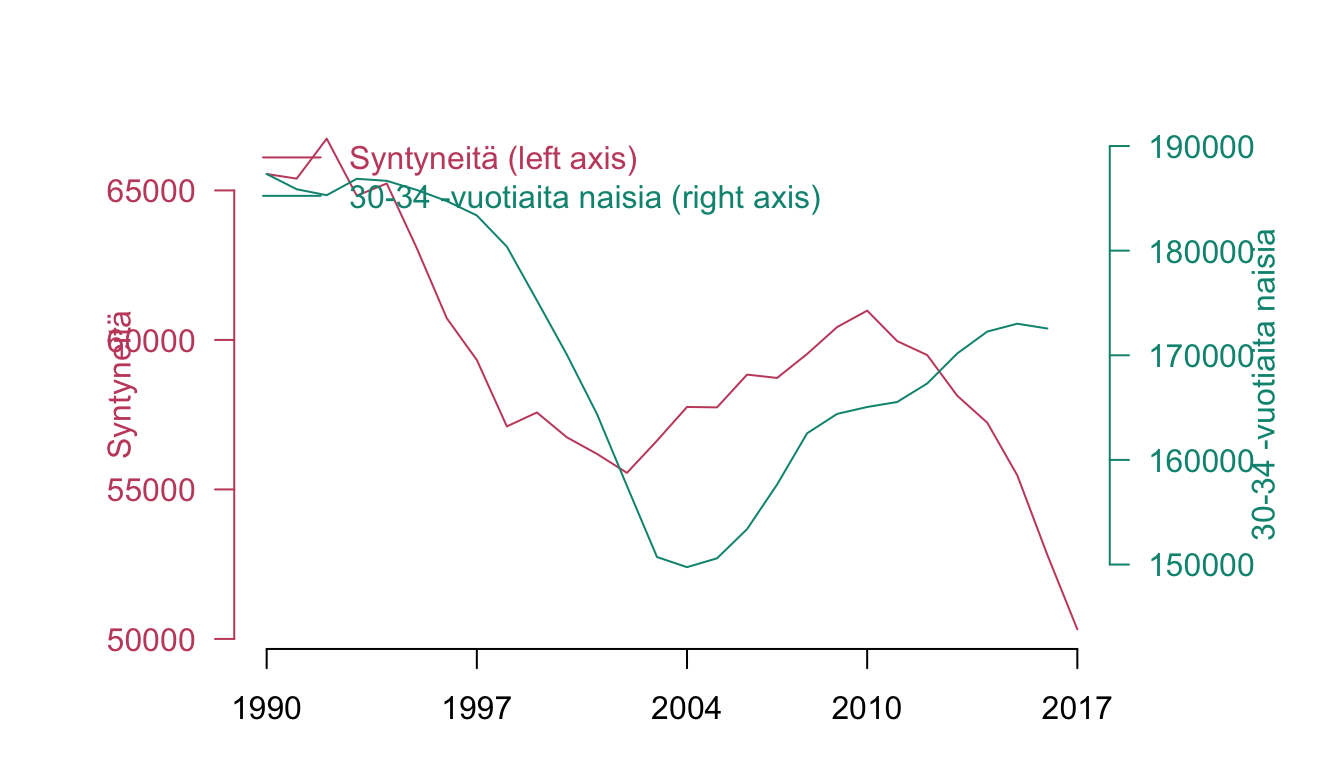 Syntyneitä (left axis)
30-34 -vuotiaita naisia (right axis)
65000
60000
55000
50000
Syntyneitä
190000
180000
170000
160000
150000
30-34 -vuotiaita naisia
1990 1997 2004 2010 2017